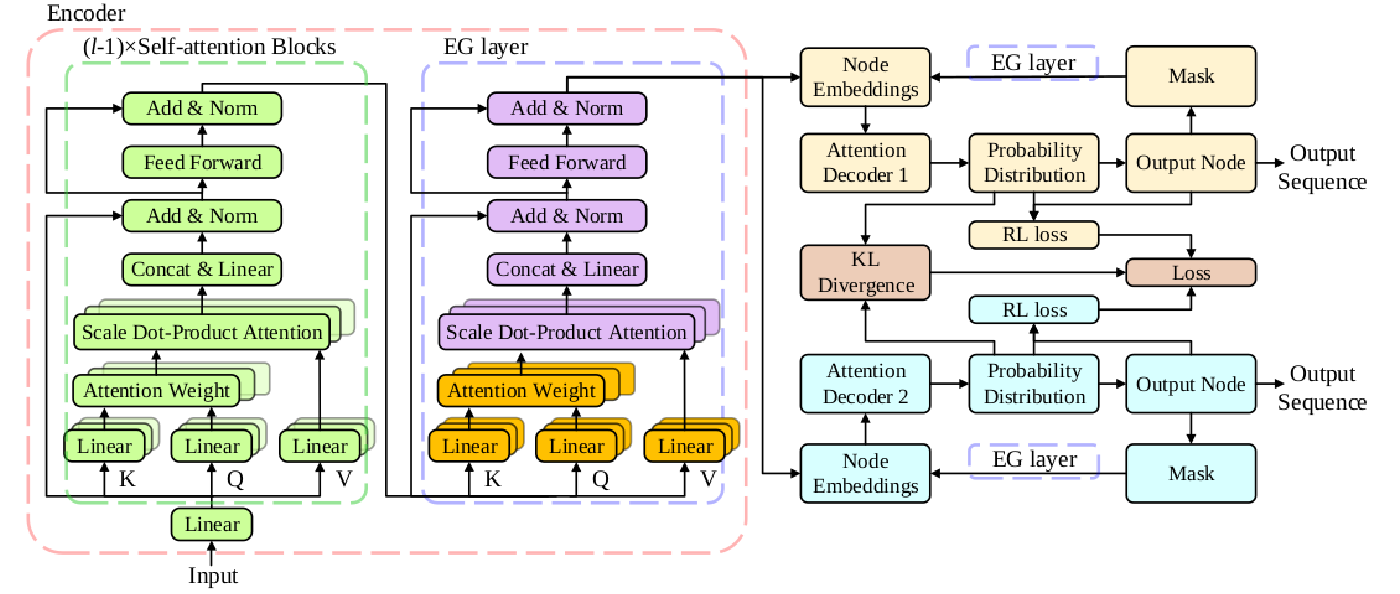 Encoder
(l-1)×Self-attention Blocks
Add & Norm
Feed Forward
Add & Norm
Concat & Linear
Scale Dot-Product Attention
Attention Weight
Linear
Linear
Linear
K
Q
V
Linear
Input
EG layer
Add & Norm
Feed Forward
Add & Norm
Concat & Linear
Scale Dot-Product Attention
Attention Weight
Linear
Linear
Linear
K
Q
V
Node
Embeddings
EG layer
Mask
Attention
Decoder 1
Probability
Distribution
Output Node
Output
Sequence
RL loss
KL
Divergence
Loss
RL loss
Attention
Decoder 2
Probability
Distribution
Output Node
Output
Sequence
Node
Embeddings
EG layer
Mask